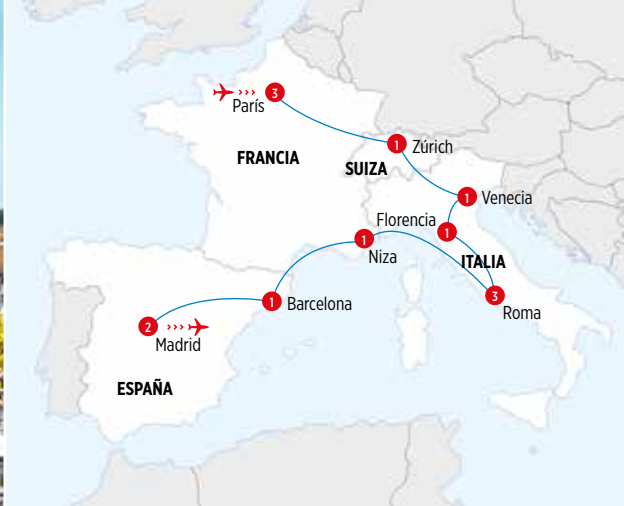 3
París
FRANCIA
1
Zúrich
SUIZA
1
Venecia
Florencia
1
1
Niza
ITALIA
3
Roma
1
Barcelona
2
Madrid
ESPAÑA